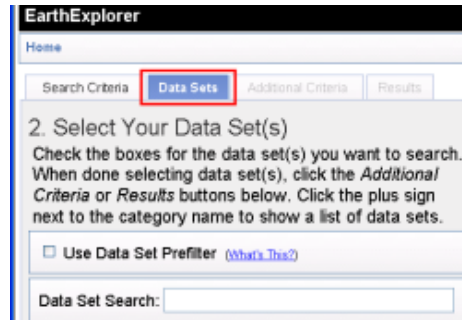 EarthExplorer
Home
Search Criteria Data Sets Additional Criteria Results
2. Select Your Data Set(s)
Check the boxes for the data set(s) you want to search.
When done selecting data set(s), click the Additional
Criteria or Results buttons below. Click the plus sign
next to the category name to show a list of data sets.
Use Data Set Prefilter (What's This?)
Data Set Search: